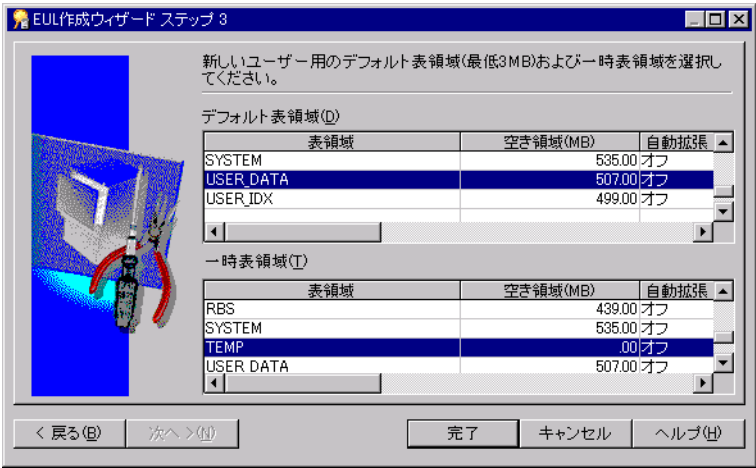 EUL作成ウィザード ステップ 3
新しいユーザー用のデフォルト表領域(最低3MB)および一時表領域を選択し
てください。
デフォルト表領域(D)
表領域 空き領域(MB) 自動拡張
SYSTEM 535.00 オフ
USER_DATA 507.00 オフ
USER_IDX 499.00 オフ
一時表領域(T)
表領域 空き領域(MB) 自動拡張
RBS 439.00 オフ
SYSTEM 535.00 オフ
TEMP .00 オフ
USER DATA 507.00 オフ
< 戻る(B) 次へ >(N) 完了 キャンセル ヘルプ(H)